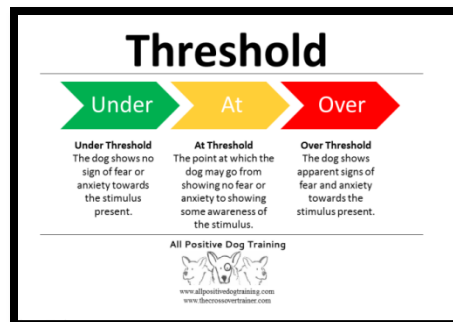 Threshold
Under
At
Over
Under Threshold
The dog shows no
sign of fear or
anxiety towards
the stimulus
present.
At Threshold
The point at which the
dog may go from
showing no fear or
anxiety to showing
some awareness of
the stimulus.
Over Threshold
The dog shows
apparent signs of
fear and anxiety
towards the
stimulus present.
All Positive Dog Training
www.allpositivedogtraining.com
www.thecrossovertrainer.com